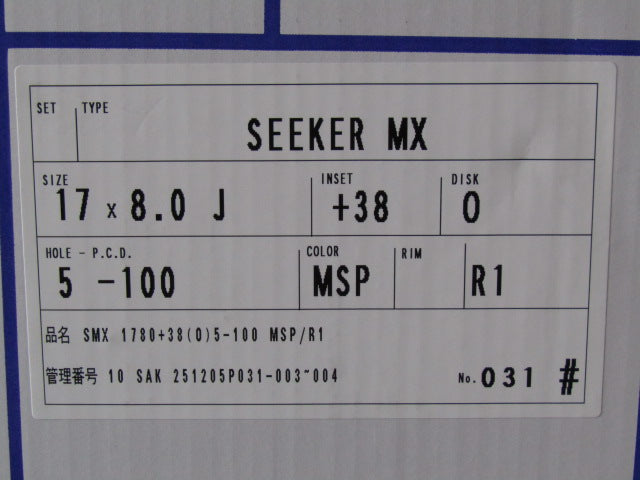 SET TYPE
SEEKER MX
SIZE INSET DISK
17 x 8.0 J +38 0
HOLE - P.C.D. COLOR RIM
5 -100 MSP R1
品名 SMX 1780+38(0)5-100 MSP/R1
管理番号 10 SAK 251205P031-003~004 No. 031 #